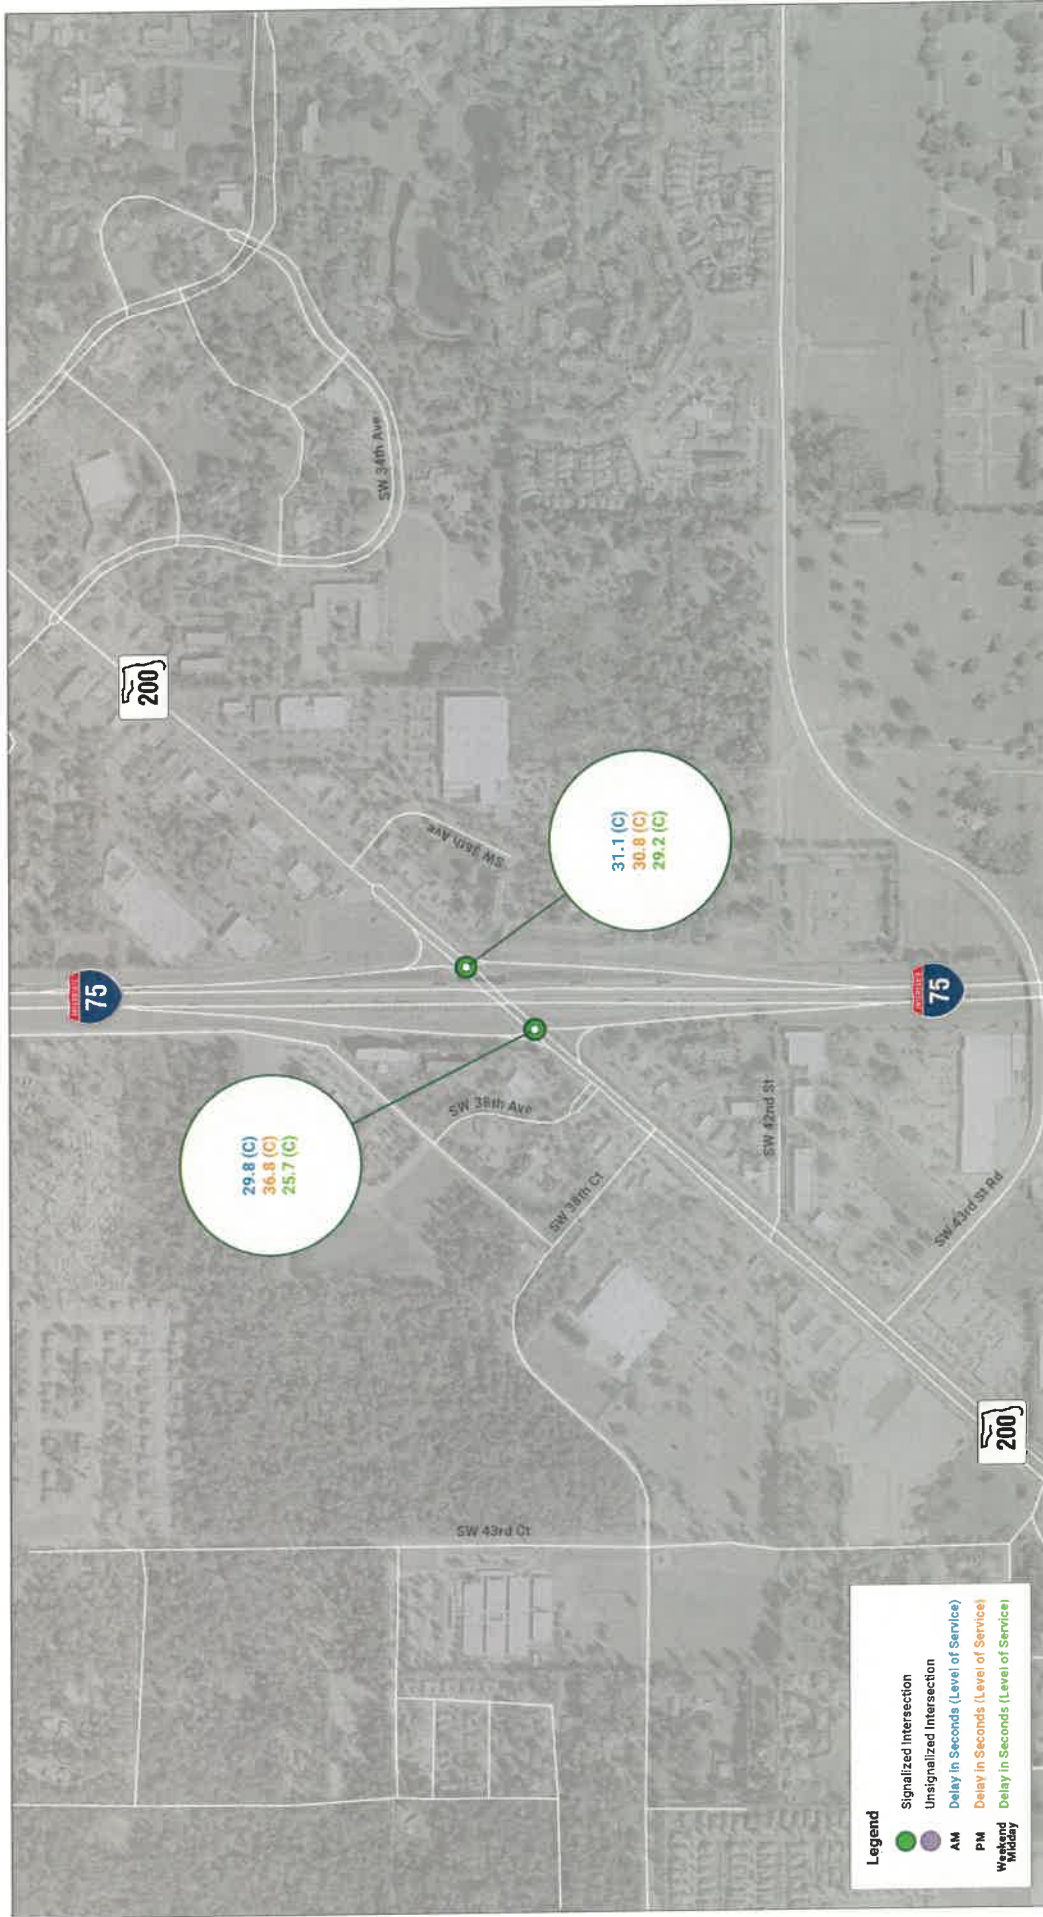 INTERSTATE
75
200
29.8 (C)
36.8 (C)
25.7 (C)
SW 34th Ave
SW 36th Ave
SW 38th Ave
SW 43rd Ct
SW 38th Ct
31.1 (C)
30.8 (C)
29.2 (C)
SW 42nd St
INTERSTATE
75
SW 43rd St Rd
200
Legend
Signalized Intersection
Unsignalized Intersection
AM Delay in Seconds (Level of Service)
PM Delay in Seconds (Level of Service)
Weekend
Midday Delay in Seconds (Level of Service)